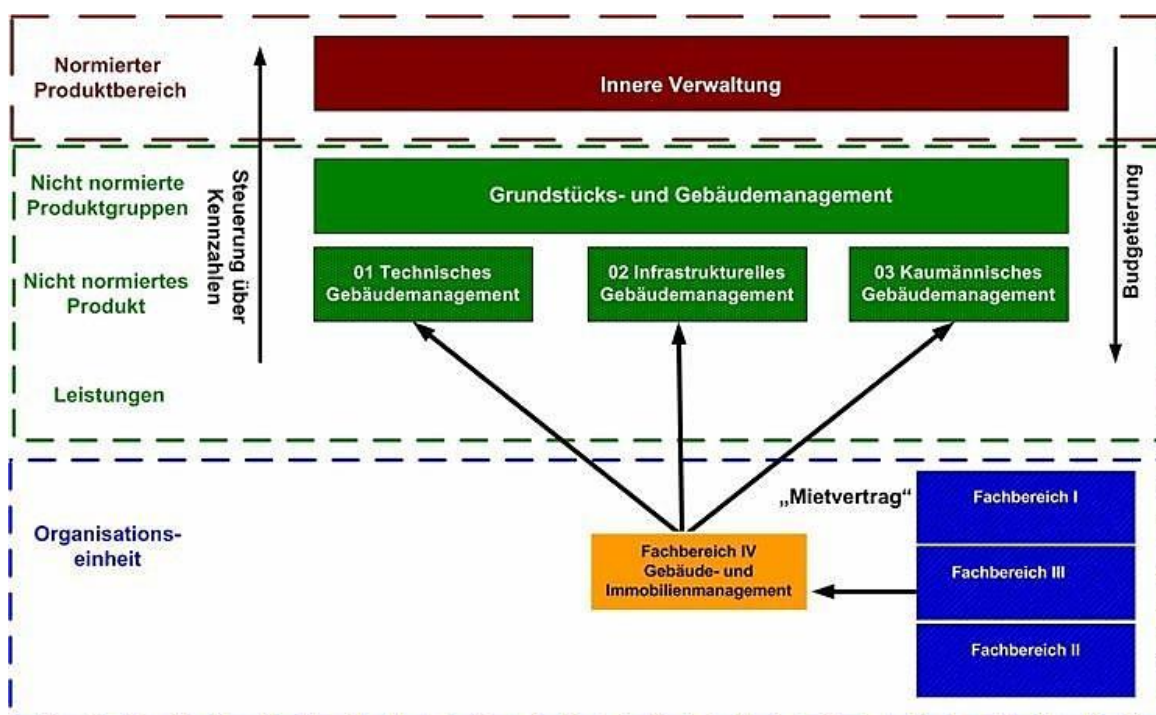 Normierter
Produktbereich
Innere Verwaltung
Steuerung über
Kennzahlen
Budgetierung
Nicht normierte
Produktgruppen
Grundstücks- und Gebäudemanagement
Nicht normiertes
Produkt
01 Technisches
Gebäudemanagement
02 Infrastrukturelles
Gebäudemanagement
03 Kaumännisches
Gebäudemanagement
Leistungen
Organisations-
einheit
„Mietvertrag“
Fachbereich IV
Gebäude- und
Immobilienmanagement
Fachbereich I
Fachbereich III
Fachbereich II